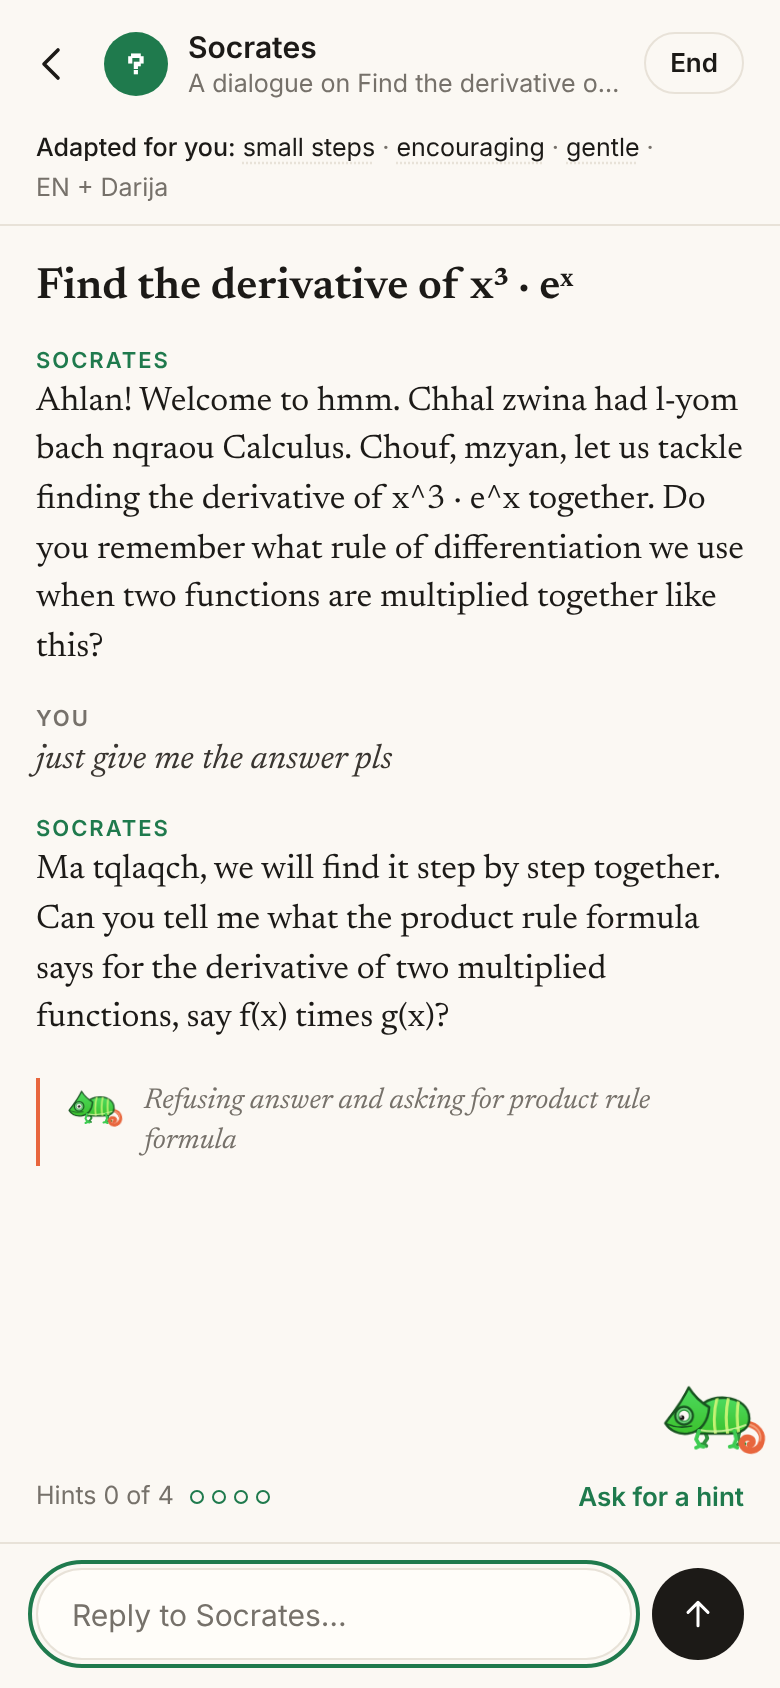 ?
Socrates
A dialogue on Find the derivative o...
End
Adapted for you: small steps · encouraging · gentle ·
EN + Darija
Find the derivative of x³ · eˣ
SOCRATES
Ahlan! Welcome to hmm. Chhal zwina had l-yom
bach nqraou Calculus. Chouf, mzyan, let us tackle
finding the derivative of x^3 · e^x together. Do
you remember what rule of differentiation we use
when two functions are multiplied together like
this?
YOU
just give me the answer pls
SOCRATES
Ma tqlaqch, we will find it step by step together.
Can you tell me what the product rule formula
says for the derivative of two multiplied
functions, say f(x) times g(x)?
Refusing answer and asking for product rule
formula
Hints 0 of 4
Ask for a hint
Reply to Socrates...